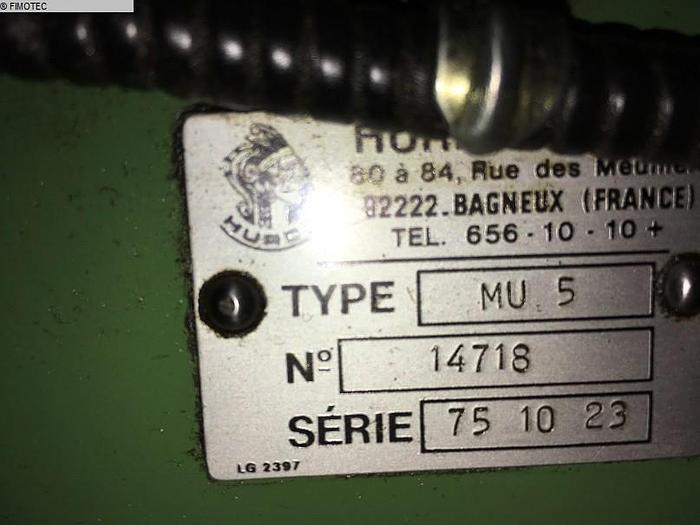 ® FIMOTEC
80 à 84, Rue des
92222.BAGNEUX (FRANCE)
TEL. 656-10-10+
TYPE MU 5
Nº 14718
SÉRIE 75 10 23
LG 2397